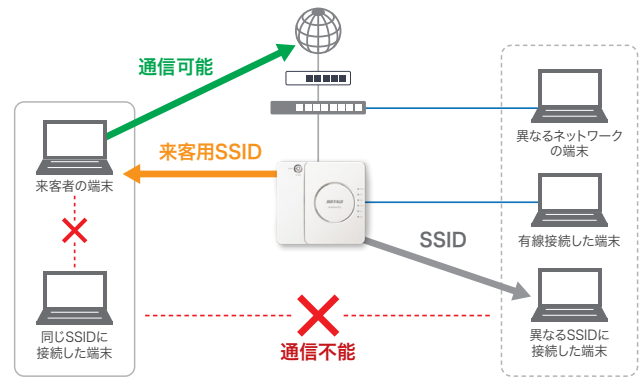 通信可能
来客用SSID
来客者の端末
異なるネットワーク
の端末
BUFFALO
有線接続した端末
SSID
同じSSIDに
接続した端末
通信不能
異なるSSIDに
接続した端末